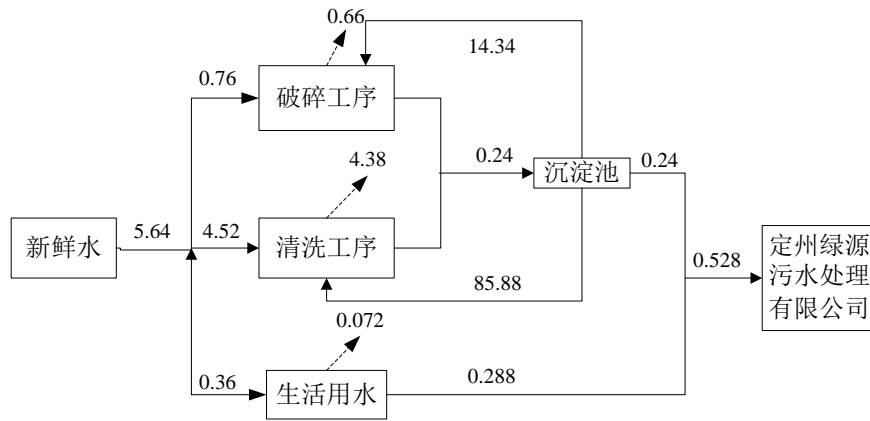 0.66
14.34
0.76
破碎工序
4.38
0.24
沉淀池
0.24
新鲜水
5.64
4.52
清洗工序
0.528
定州绿源
污水处理
有限公司
85.88
0.072
0.36
生活用水
0.288